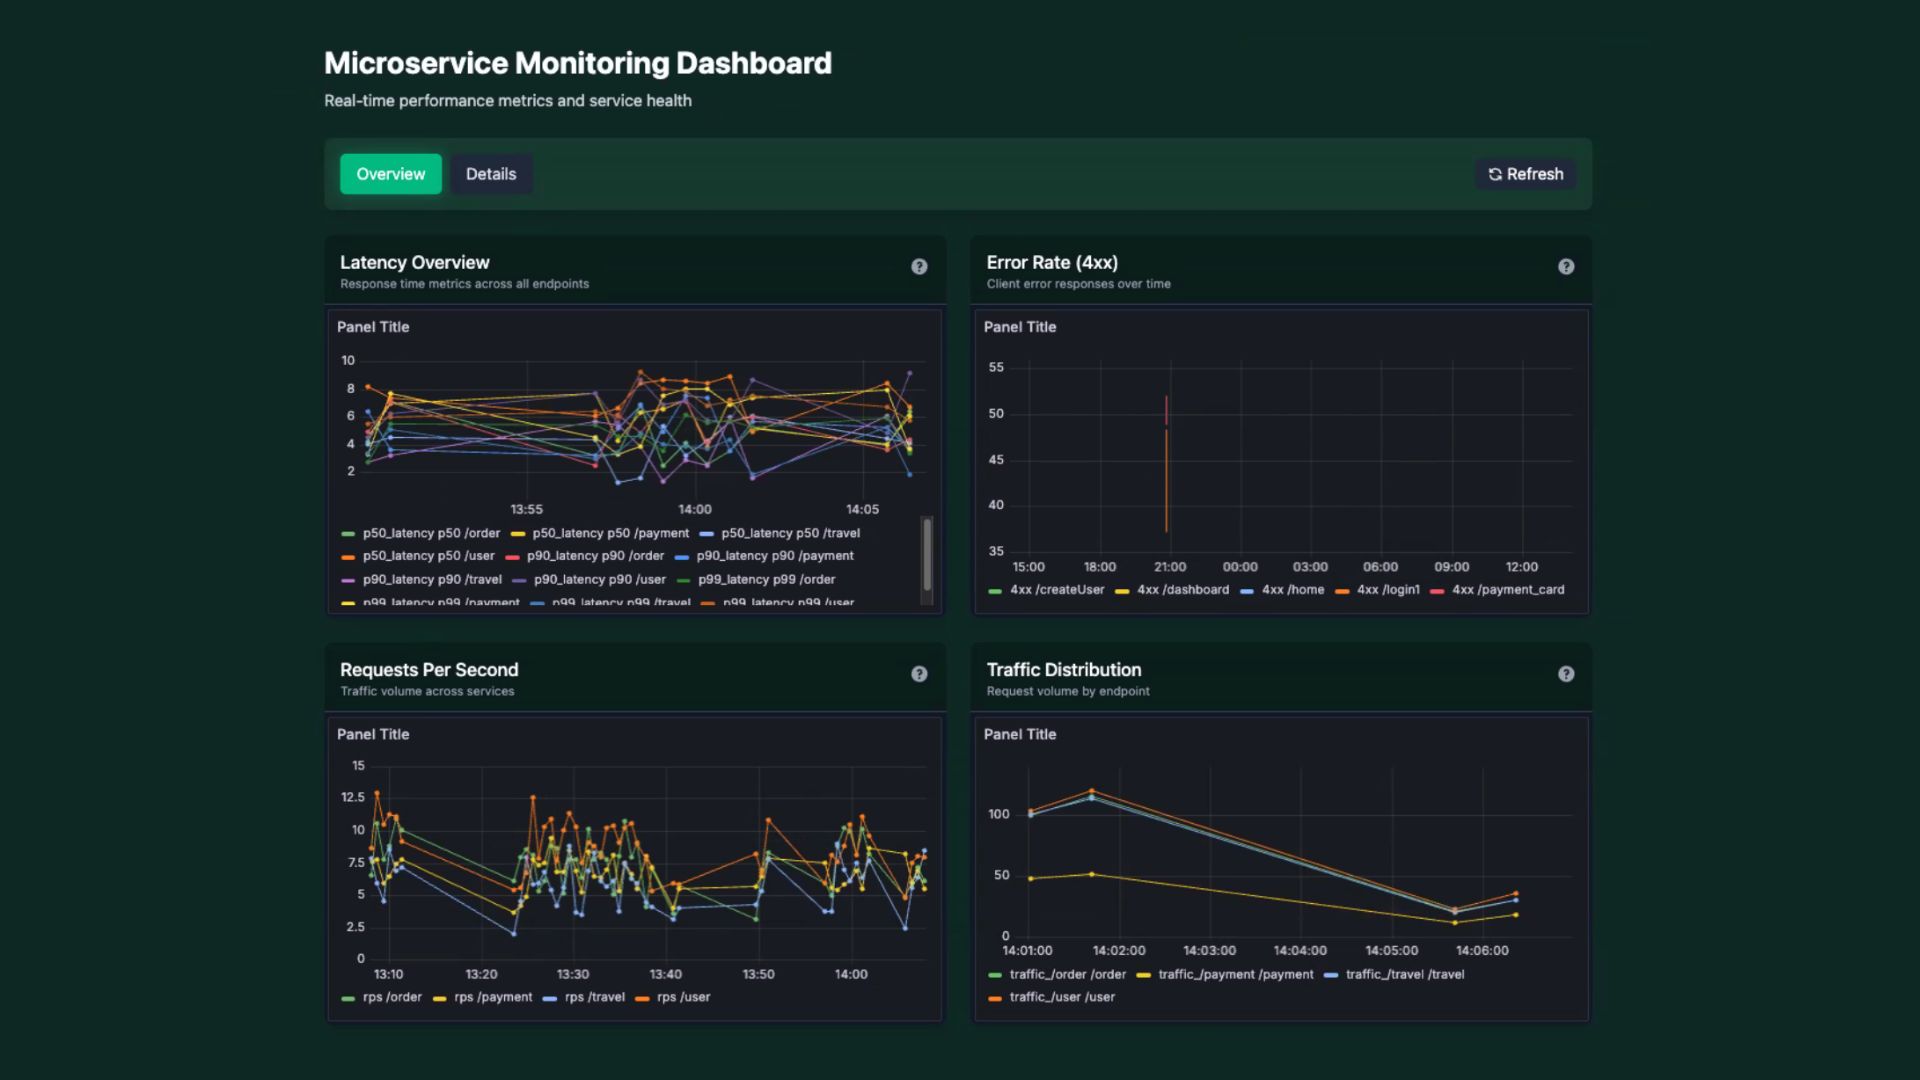 Microservice Monitoring Dashboard
Real-time performance metrics and service health
Overview Details Refresh
Latency Overview
Response time metrics across all endpoints
Panel Title
10
8
6
4
2
13:55 14:00 14:05
p50_latency p50 /order p50_latency p50 /payment p50_latency p50 /travel
p50_latency p50 /user p90_latency p90 /order p90_latency p90 /payment
p90_latency p90 /travel p90_latency p90 /user p99_latency p99 /order
p99_latency p99 /payment p99_latency p99 /travel p99_latency p99 /user
Error Rate (4xx)
Client error responses over time
Panel Title
55
50
45
40
35
15:00 18:00 21:00 00:00 03:00 06:00 09:00 12:00
4xx /createUser 4xx /dashboard 4xx /home 4xx /login1 4xx /payment_card
Requests Per Second
Traffic volume across services
Panel Title
15
12.5
10
7.5
5
2.5
0
13:10 13:20 13:30 13:40 13:50 14:00
rps /order rps /payment rps /travel rps /user
Traffic Distribution
Request volume by endpoint
Panel Title
100
50
0
14:01:00 14:02:00 14:03:00 14:04:00 14:05:00 14:06:00
traffic_/order /order traffic_/payment /payment traffic_/travel /travel
traffic_/user /user